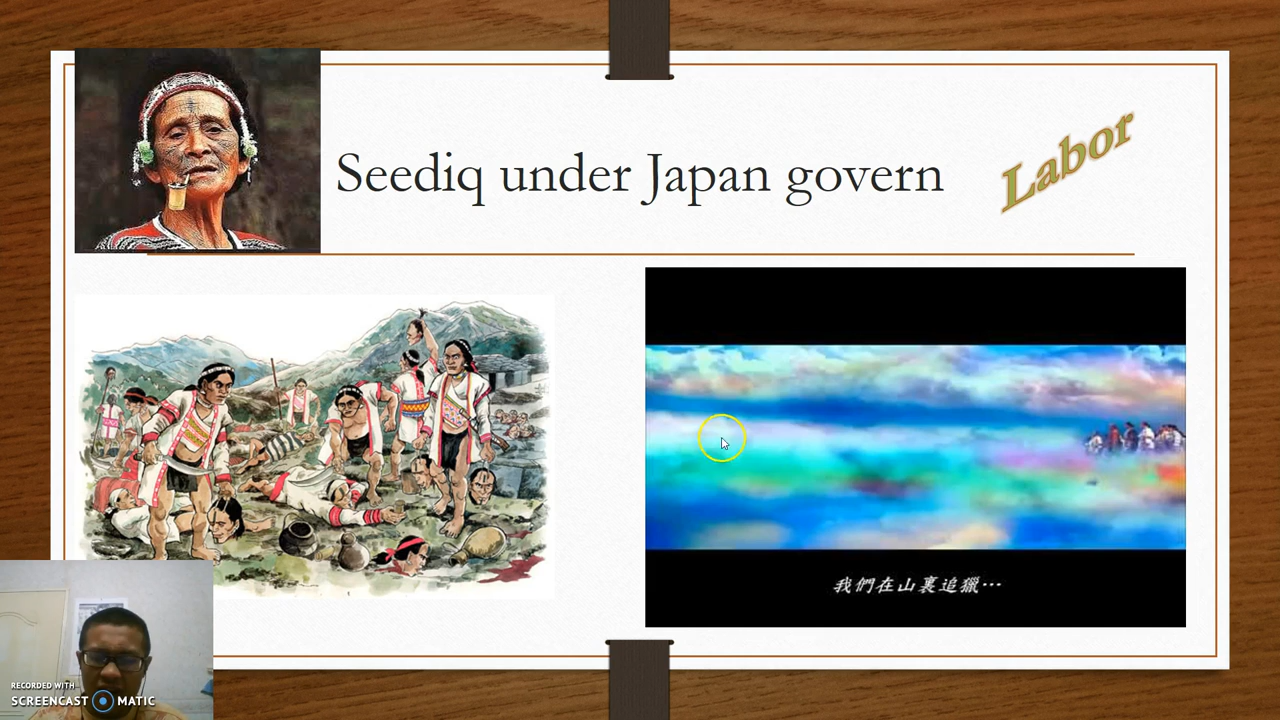 Seediq under Japan govern
Labor
我們在山裏追獵…
RECORDED WITH
SCREENCAST MATIC